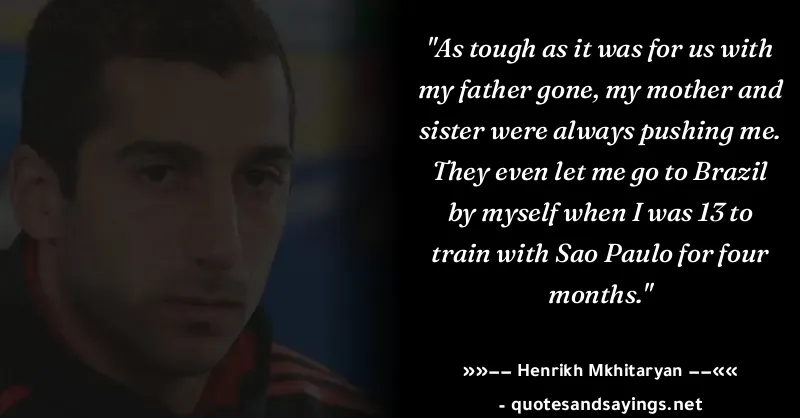 "As tough as it was for us with
my father gone, my mother and
sister were always pushing me.
They even let me go to Brazil
by myself when I was 13 to
train with Sao Paulo for four
months."
»»−− Henrikh Mkhitaryan −−««
- quotesandsayings.net